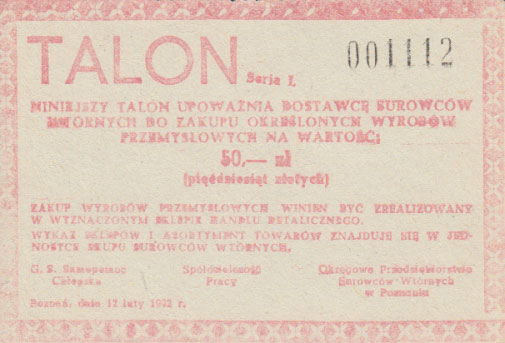 TALON Serja I. 001112
NINIEJSZY TALON UPOWAŻNIA DOSTAWCĘ SUROWCÓW
WTÓRNYCH DO ZAKUPU OKREŚLONYCH WYROBÓW
PRZEMYSŁOWYCH NA WARTOŚĆ:
50,— zł
(pięćdziesiąt złotych)
ZAKUP WYROBÓW PRZEMYSŁOWYCH WINIEN BYĆ ZREALIZOWANY
W WYZNACZONYM SKLEPIE HANDLU DETALICZNEGO.
WYKAZ SKLEPÓW I ASORTYMENT TOWARÓW ZNAJDUJE SIĘ W JED-
NOSTCE SKUPU SUROWCÓW WTÓRNYCH.
G. S. Samopomoc Spółdzielczość Okręgowe Przedsiębiorstwo
Chłopska Pracy Surowców Wtórnych
w Poznaniu
Poznań, dnia 12 luty r.